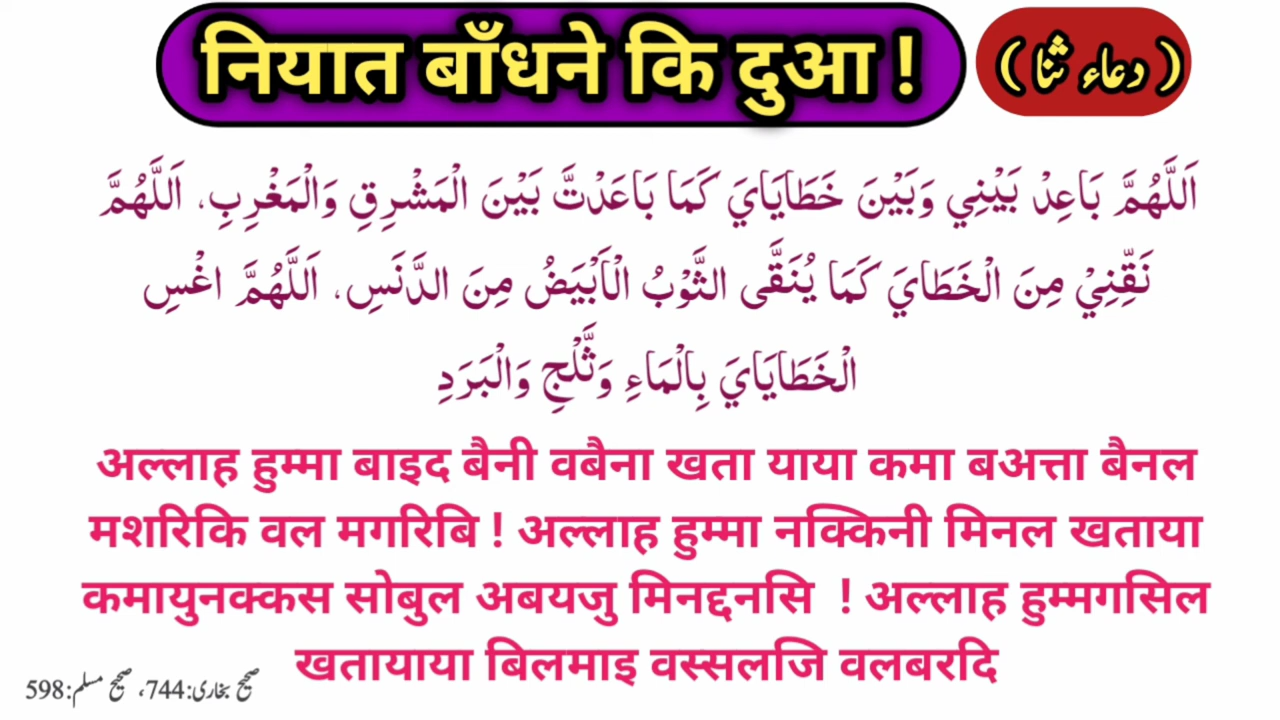 नियात बाँधने कि दुआ !
( دعاء ثنا )
اَللَّهُمَّ بَاعِدْ بَيْنِي وَبَيْنَ خَطَايَايَ كَمَا بَاعَدْتَّ بَيْنَ الْمَشْرِقِ وَالْمَغْرِبِ، اَللَّهُمَّ
نَقِّنِيْ مِنَ الْخَطَايَ كَمَا يُنَقَّى الثَّوْبُ الْاَبْيَضُ مِنَ الدَّنَسِ، اَللَّهُمَّ اغْسِ
الْخَطَايَايَ بِالْمَاءِ وَثَّلْجِ وَالْبَرَدِ
अल्लाह हुम्मा बाइद बैनी वबैना खता याया कमा बअत्ता बैनल
मशरिकि वल मगरिबि ! अल्लाह हुम्मा नक्किनी मिनल खताया
कमायुनक्कस सोबुल अबयजु मिनद्दनसि ! अल्लाह हुम्मगसिल
खतायाया बिलमाइ वस्सलजि वलबरदि
صحیح بخاری:744، صحیح مسلم:598